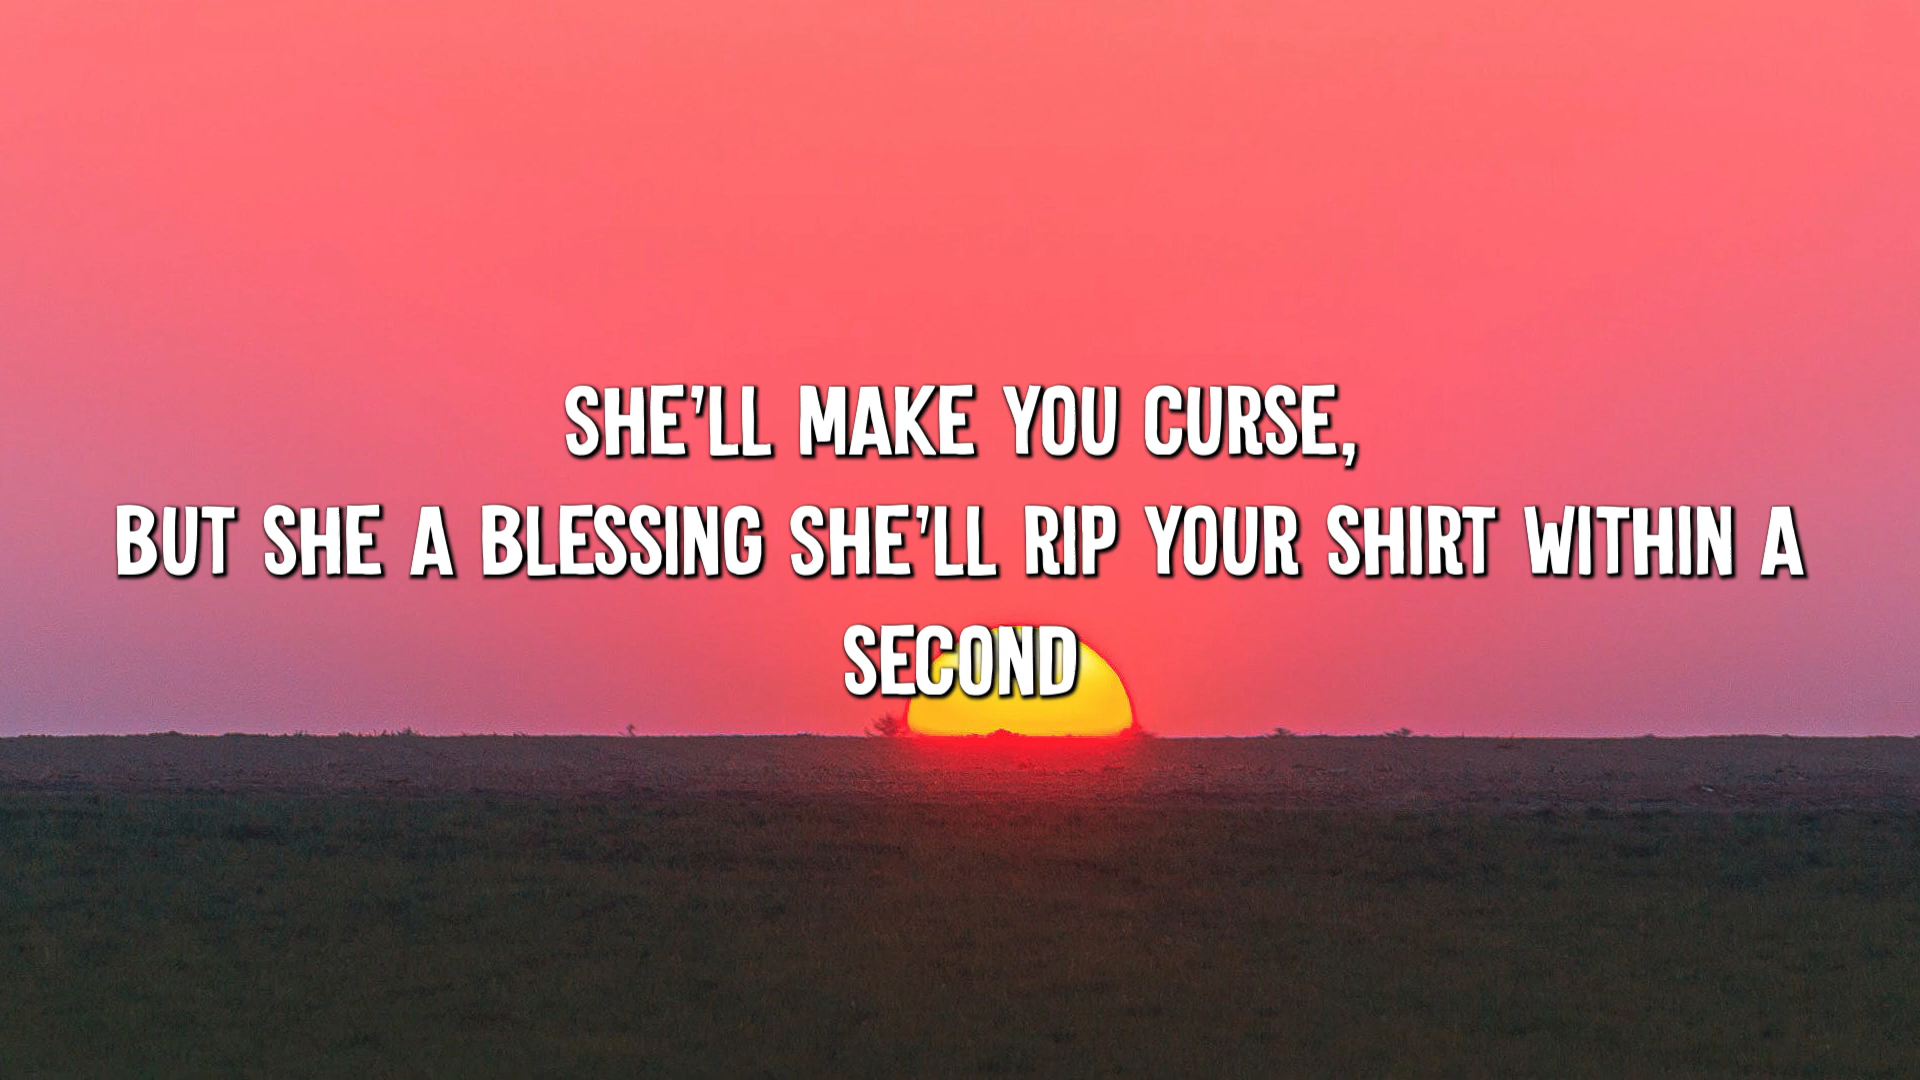 SHE'LL MAKE YOU CURSE,
BUT SHE A BLESSING SHE'LL RIP YOUR SHIRT WITHIN A
SECOND